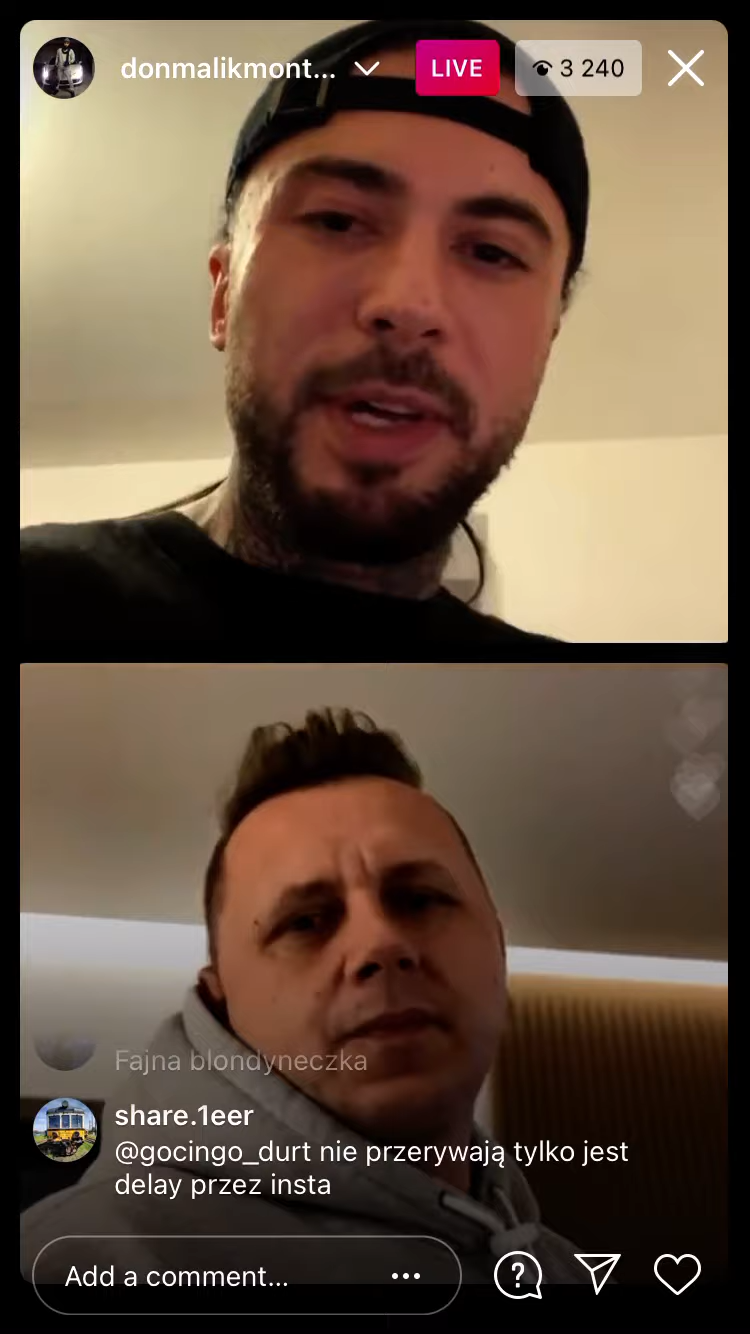 donmalikmont...
LIVE
3 240
Fajna blondyneczka
share.1eer
@gocingo_durt nie przerywają tylko jest
delay przez insta
Add a comment...